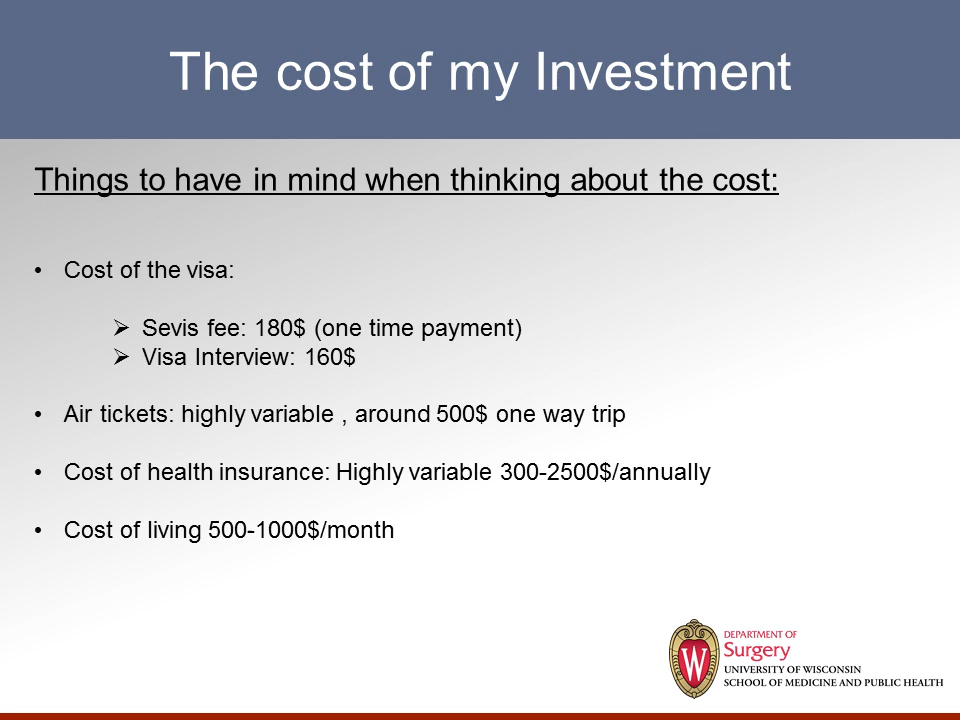 The cost of my Investment
Things to have in mind when thinking about the cost:
• Cost of the visa:
➢ Sevis fee: 180$ (one time payment)
➢ Visa Interview: 160$
• Air tickets: highly variable , around 500$ one way trip
• Cost of health insurance: Highly variable 300-2500$/annually
• Cost of living 500-1000$/month
W
DEPARTMENT OF
Surgery
UNIVERSITY OF WISCONSIN
SCHOOL OF MEDICINE AND PUBLIC HEALTH